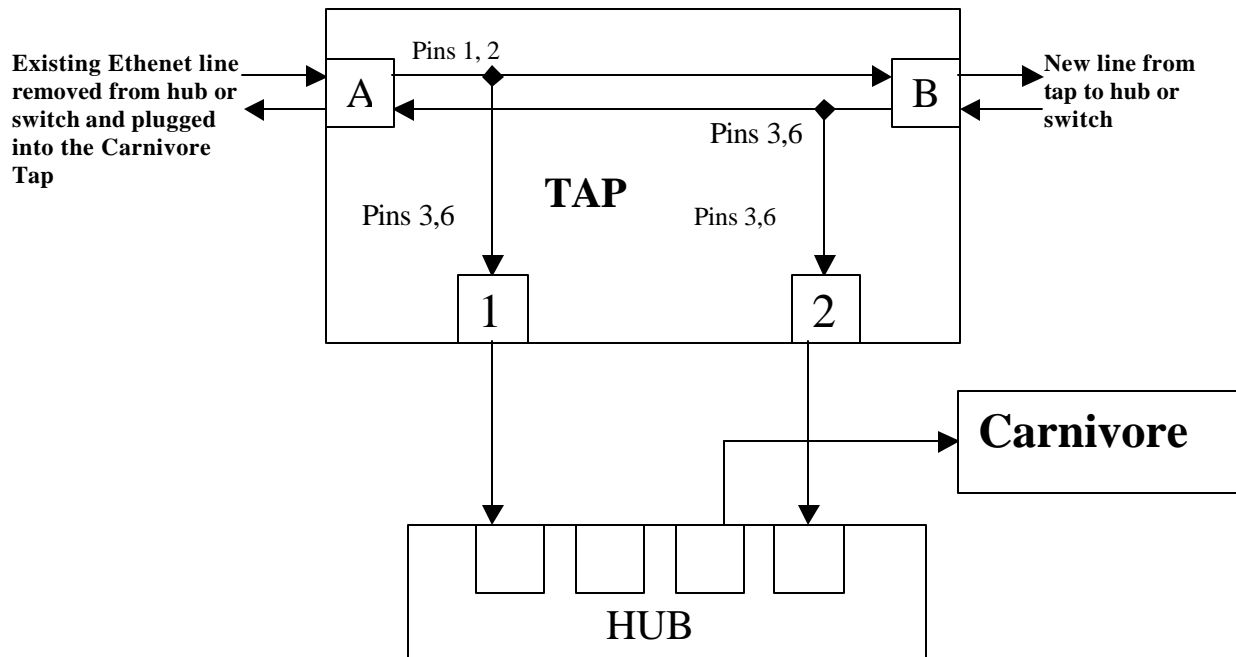 Existing Ethenet line
removed from hub or
switch and plugged
into the Carnivore
Tap
Pins 1, 2
A
B
New line from
tap to hub or
switch
Pins 3,6
TAP
Pins 3,6
Pins 3,6
1
2
Carnivore
HUB